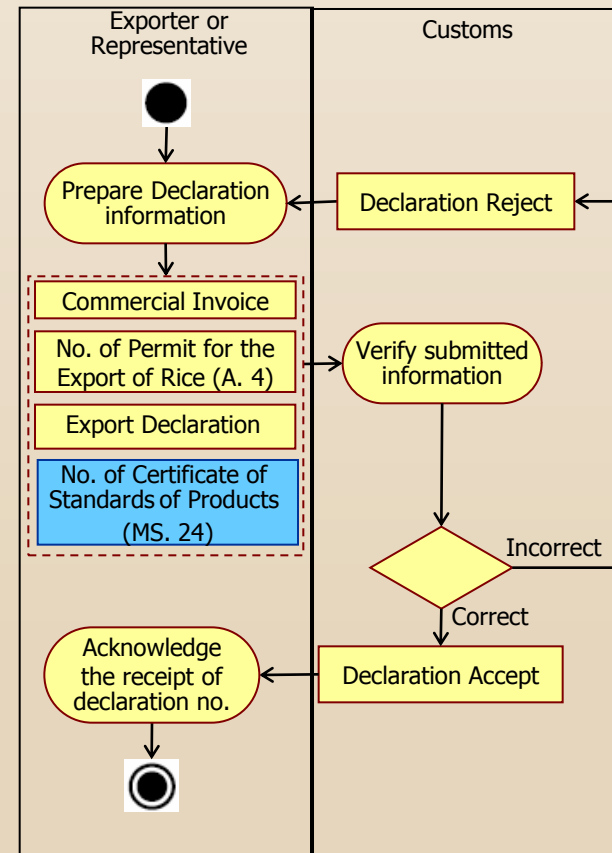 Exporter or
Representative
Customs
Prepare Declaration
information
Declaration Reject
Commercial Invoice
No. of Permit for the
Export of Rice (A. 4)
Verify submitted
information
Export Declaration
No. of Certificate of
Standards of Products
(MS. 24)
Incorrect
Correct
Acknowledge
the receipt of
declaration no.
Declaration Accept